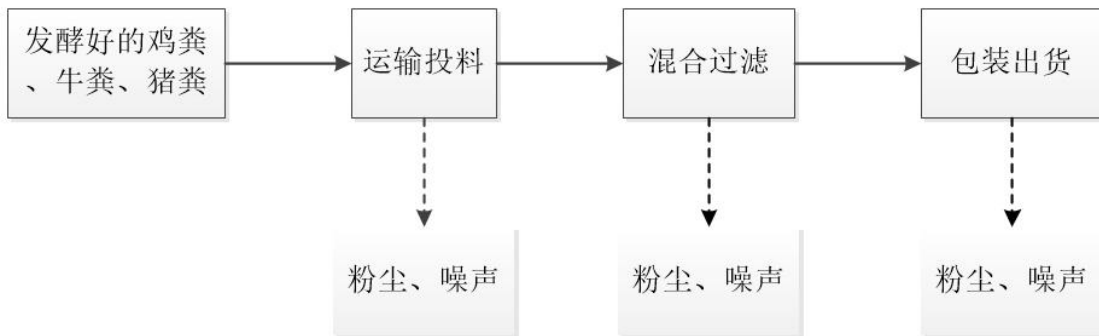 发酵好的鸡粪
、牛粪、猪粪
运输投料
混合过滤
包装出货
粉尘、噪声
粉尘、噪声
粉尘、噪声